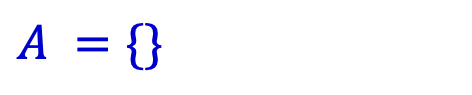 A = {}